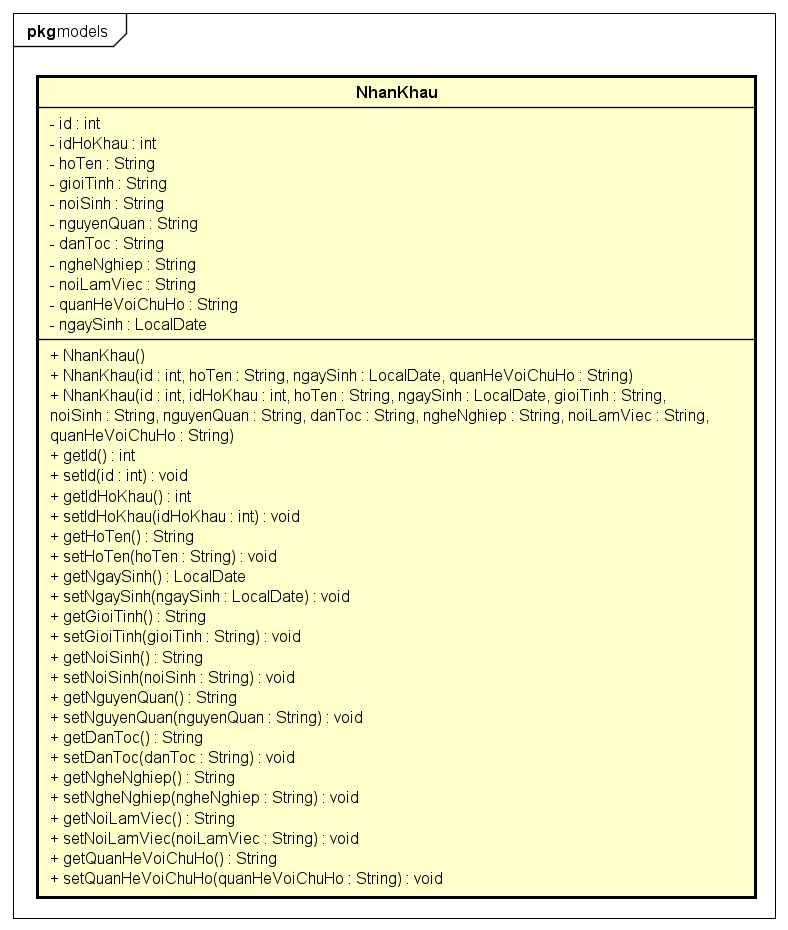 pkg models
NhanKhau
- id : int
- idHoKhau : int
- hoTen : String
- gioiTinh : String
- noiSinh : String
- nguyenQuan : String
- danToc : String
- ngheNghiep : String
- noiLamViec : String
- quanHeVoiChuHo : String
- ngaySinh : LocalDate
+ NhanKhau()
+ NhanKhau(id : int, hoTen : String, ngaySinh : LocalDate, quanHeVoiChuHo : String)
+ NhanKhau(id : int, idHoKhau : int, hoTen : String, ngaySinh : LocalDate, gioiTinh : String,
noiSinh : String, nguyenQuan : String, danToc : String, ngheNghiep : String, noiLamViec : String,
quanHeVoiChuHo : String)
+ getId() : int
+ setId(id : int) : void
+ getIdHoKhau() : int
+ setIdHoKhau(idHoKhau : int) : void
+ getHoTen() : String
+ setHoTen(hoTen : String) : void
+ getNgaySinh() : LocalDate
+ setNgaySinh(ngaySinh : LocalDate) : void
+ getGioiTinh() : String
+ setGioiTinh(gioiTinh : String) : void
+ getNoiSinh() : String
+ setNoiSinh(noiSinh : String) : void
+ getNguyenQuan() : String
+ setNguyenQuan(nguyenQuan : String) : void
+ getDanToc() : String
+ setDanToc(danToc : String) : void
+ getNgheNghiep() : String
+ setNgheNghiep(ngheNghiep : String) : void
+ getNoiLamViec() : String
+ setNoiLamViec(noiLamViec : String) : void
+ getQuanHeVoiChuHo() : String
+ setQuanHeVoiChuHo(quanHeVoiChuHo : String) : void